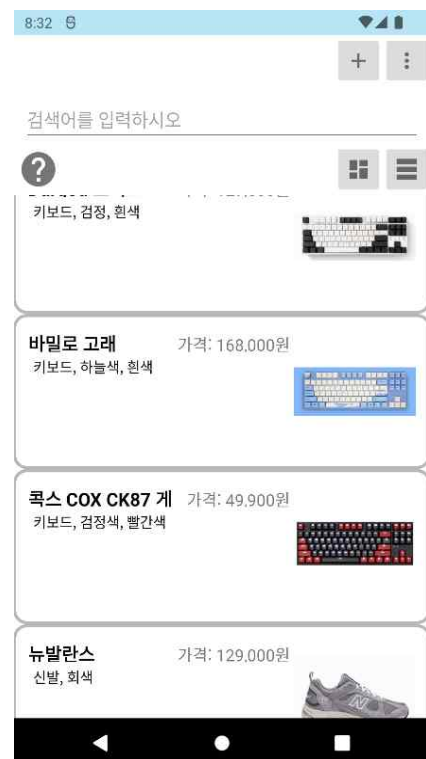 8:32
검색어를 입력하시오
키보드, 검정, 흰색
바밀로 고래 가격: 168,000원
키보드, 하늘색, 흰색
콕스 COX CK87 게 가격: 49,900원
키보드, 검정색, 빨간색
뉴발란스 가격: 129,000원
신발, 회색